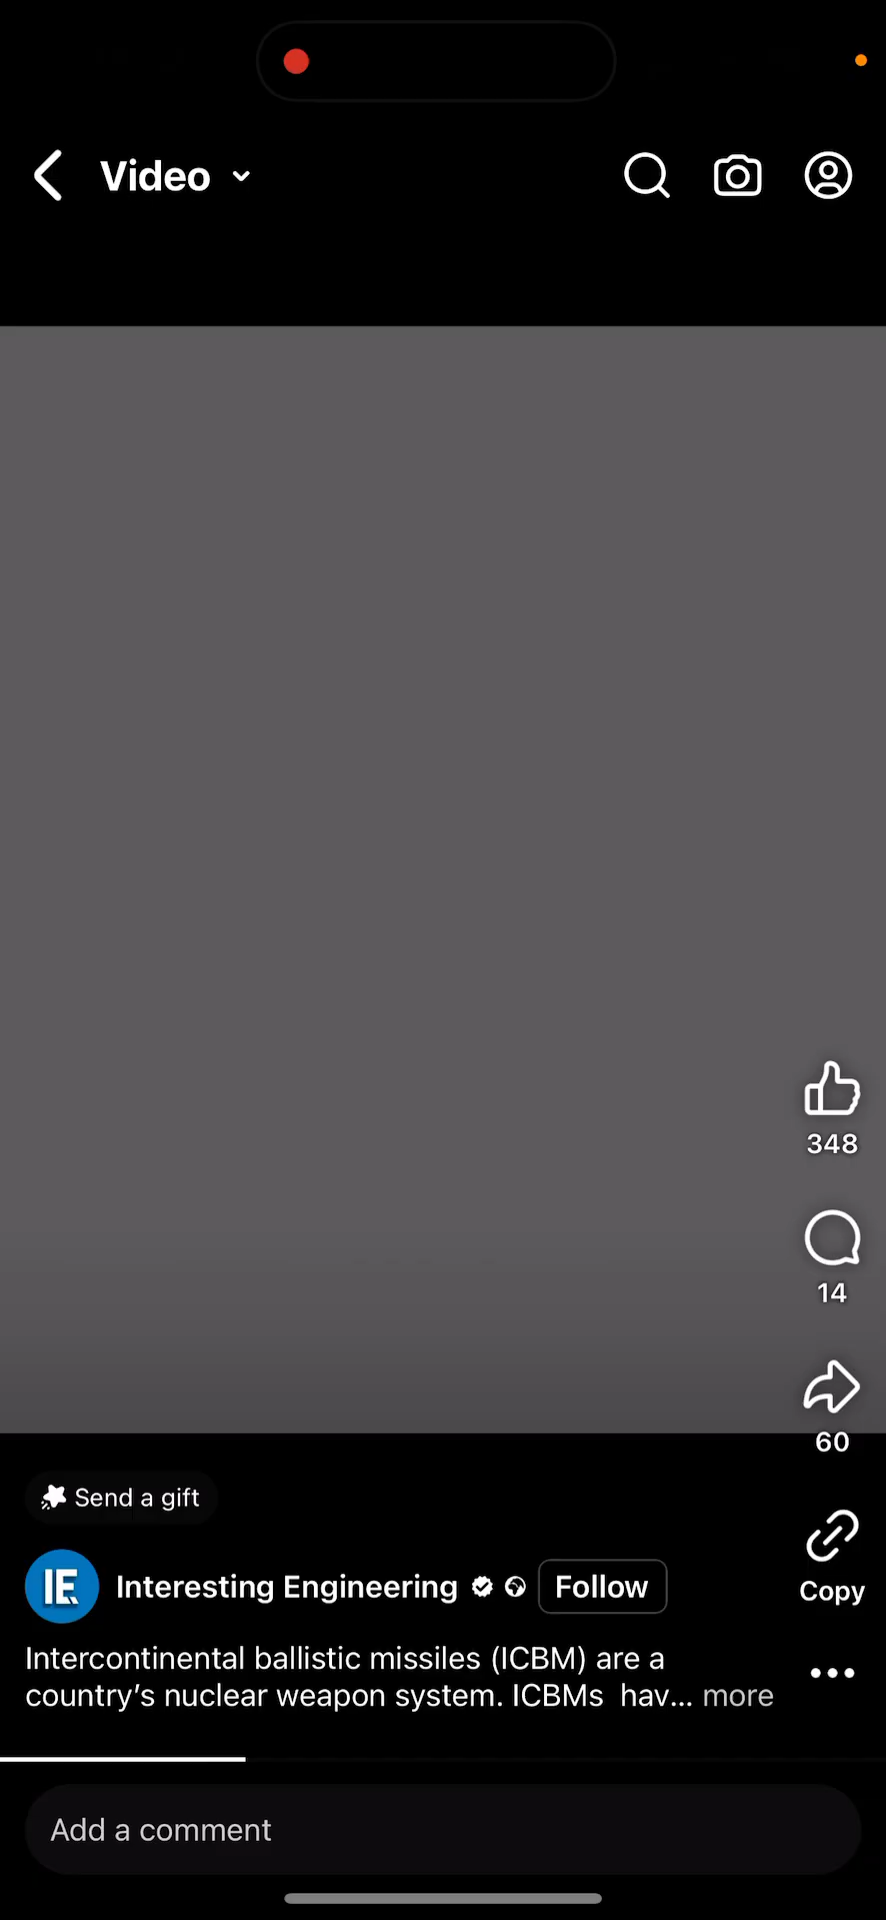 Video
348
14
60
Send a gift
IE
Interesting Engineering
Follow
Copy
Intercontinental ballistic missiles (ICBM) are a
country’s nuclear weapon system. ICBMs  hav... more
Add a comment